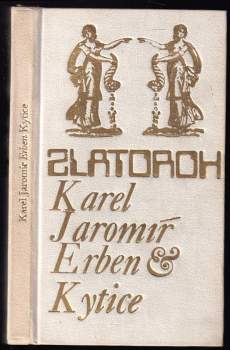 Karel Jaromír Erben Kytice
ZLATOROH
Karel
Jaromír
Erben &
Kytice